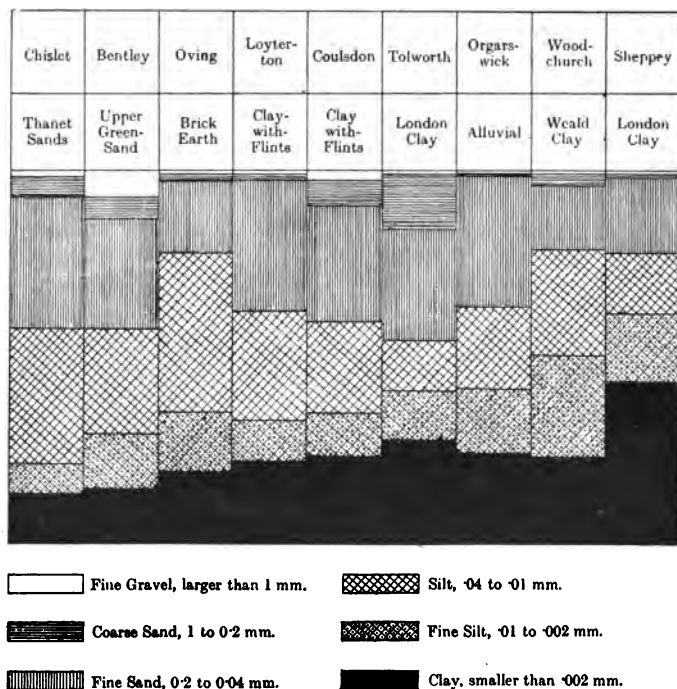 Chislet
Bentley
Oving
Loyter-
ton
Coulsdon
Tolworth
Orgars-
wick
Wood-
church
Sheppey
Thanet
Sands
Upper
Green-
Sand
Brick
Earth
Clay-
with-
Flints
Clay
with-
Flints
London
Clay
Alluvial
Weald
Clay
London
Clay
Fine Gravel, larger than 1 mm.
Coarse Sand, 1 to 0·2 mm.
Fine Sand, 0·2 to 0·04 mm.
Silt, ·04 to ·01 mm.
Fine Silt, ·01 to ·002 mm.
Clay, smaller than ·002 mm.